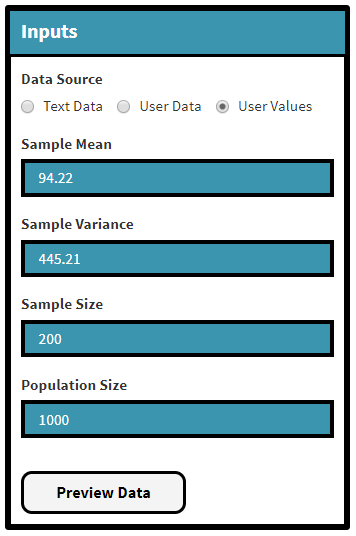 Inputs
Data Source
Text Data User Data User Values
Sample Mean
94.22
Sample Variance
445.21
Sample Size
200
Population Size
1000
Preview Data